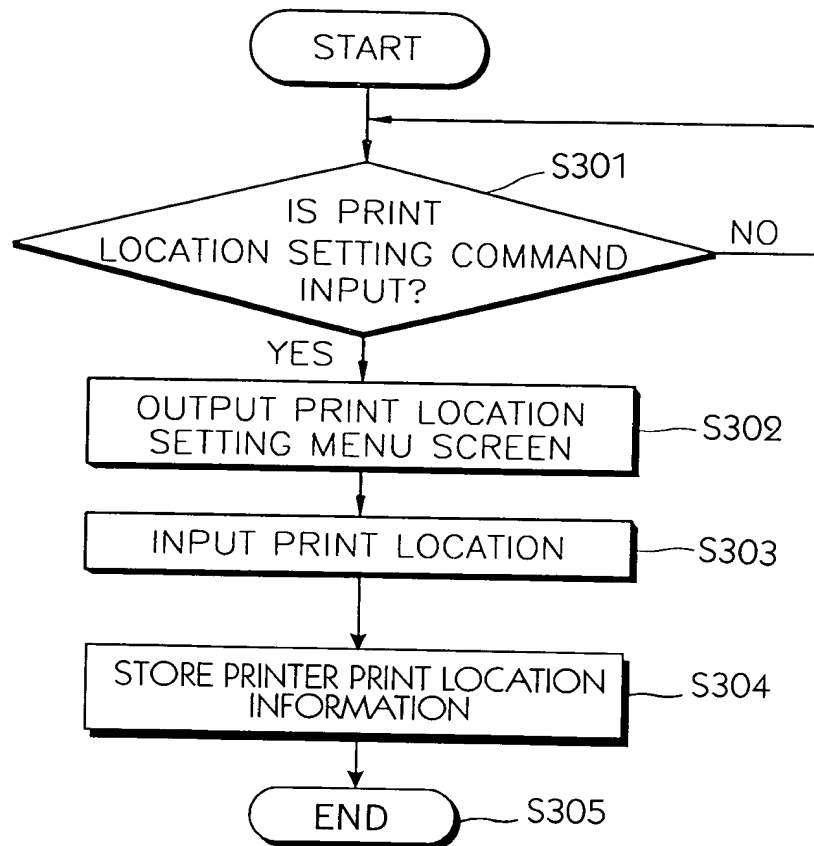 START
S301
IS PRINT
LOCATION SETTING COMMAND
INPUT?
NO
YES
OUTPUT PRINT LOCATION
SETTING MENU SCREEN
S302
INPUT PRINT LOCATION
S303
STORE PRINTER PRINT LOCATION
INFORMATION
S304
END
S305